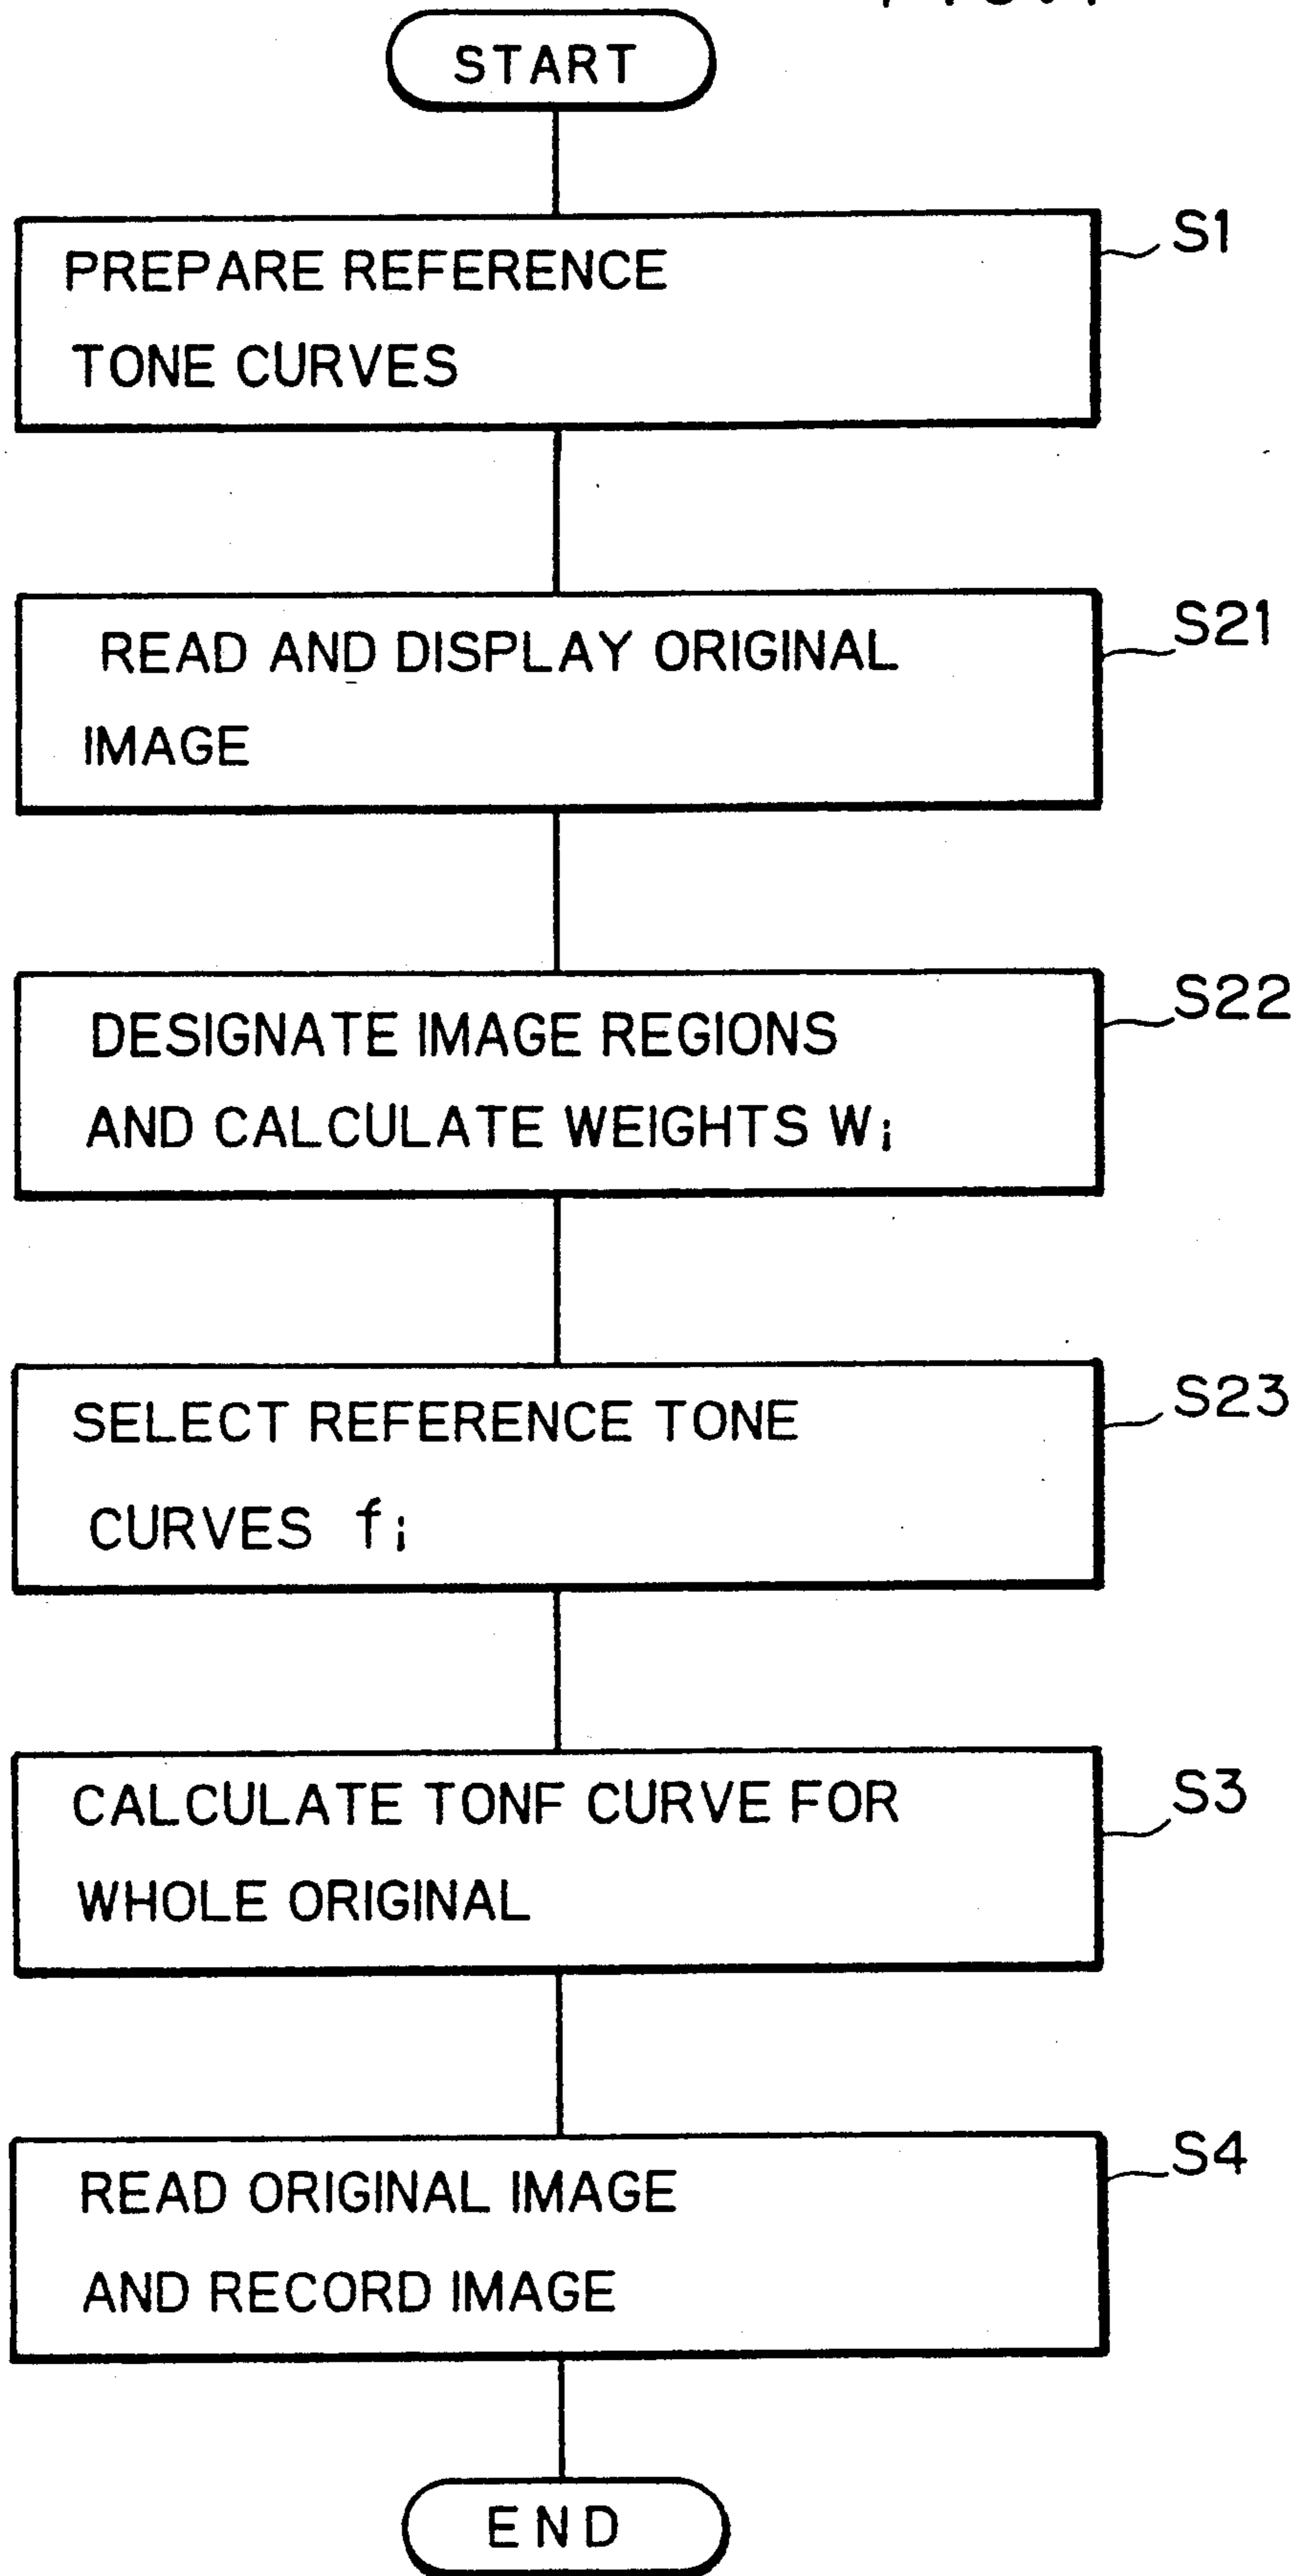 START
PREPARE REFERENCE
TONE CURVES
S1
READ AND DISPLAY ORIGINAL
IMAGE
S21
DESIGNATE IMAGE REGIONS
AND CALCULATE WEIGHTS Wi
S22
SELECT REFERENCE TONE
CURVES fi
S23
CALCULATE TONF CURVE FOR
WHOLE ORIGINAL
S3
READ ORIGINAL IMAGE
AND RECORD IMAGE
S4
END